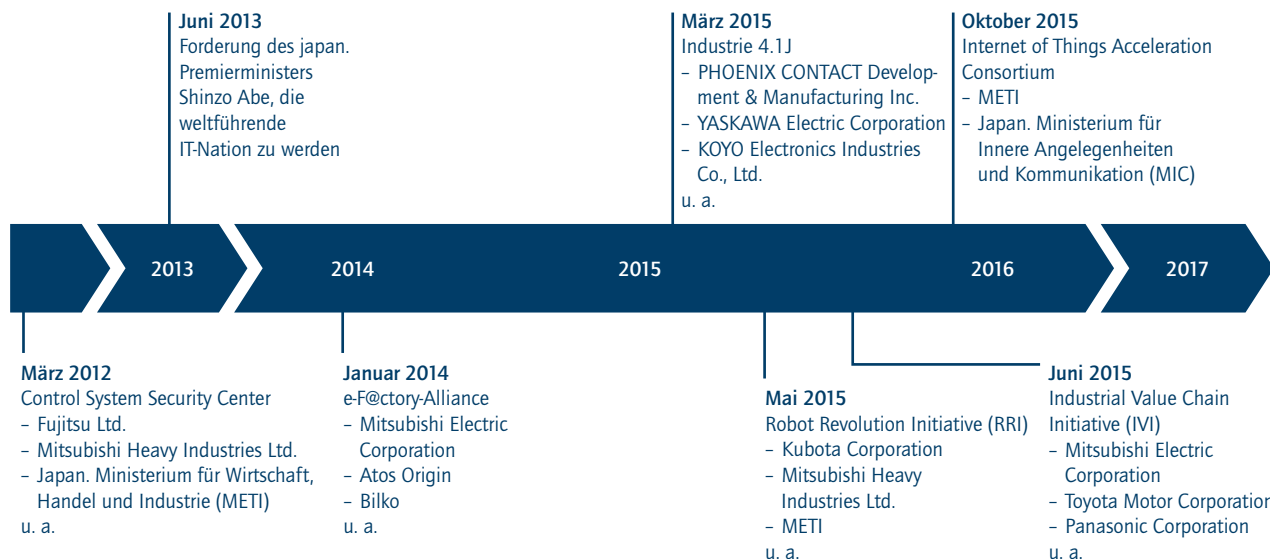 Juni 2013
Forderung des japan.
Premierministers
Shinzo Abe, die
weltführende
IT-Nation zu werden
März 2015
Industrie 4.1J
– PHOENIX CONTACT Develop-
ment & Manufacturing Inc.
– YASKAWA Electric Corporation
– KOYO Electronics Industries
Co., Ltd.
u. a.
Oktober 2015
Internet of Things Acceleration
Consortium
– METI
– Japan. Ministerium für
Innere Angelegenheiten
und Kommunikation (MIC)
2013
2014
2015
2016
2017
März 2012
Control System Security Center
– Fujitsu Ltd.
– Mitsubishi Heavy Industries Ltd.
– Japan. Ministerium für Wirtschaft,
Handel und Industrie (METI)
u. a.
Januar 2014
e-F@ctory-Alliance
– Mitsubishi Electric
Corporation
– Atos Origin
– Bilko
u. a.
Mai 2015
Robot Revolution Initiative (RRI)
– Kubota Corporation
– Mitsubishi Heavy
Industries Ltd.
– METI
u. a.
Juni 2015
Industrial Value Chain
Initiative (IVI)
– Mitsubishi Electric
Corporation
– Toyota Motor Corporation
– Panasonic Corporation
u. a.